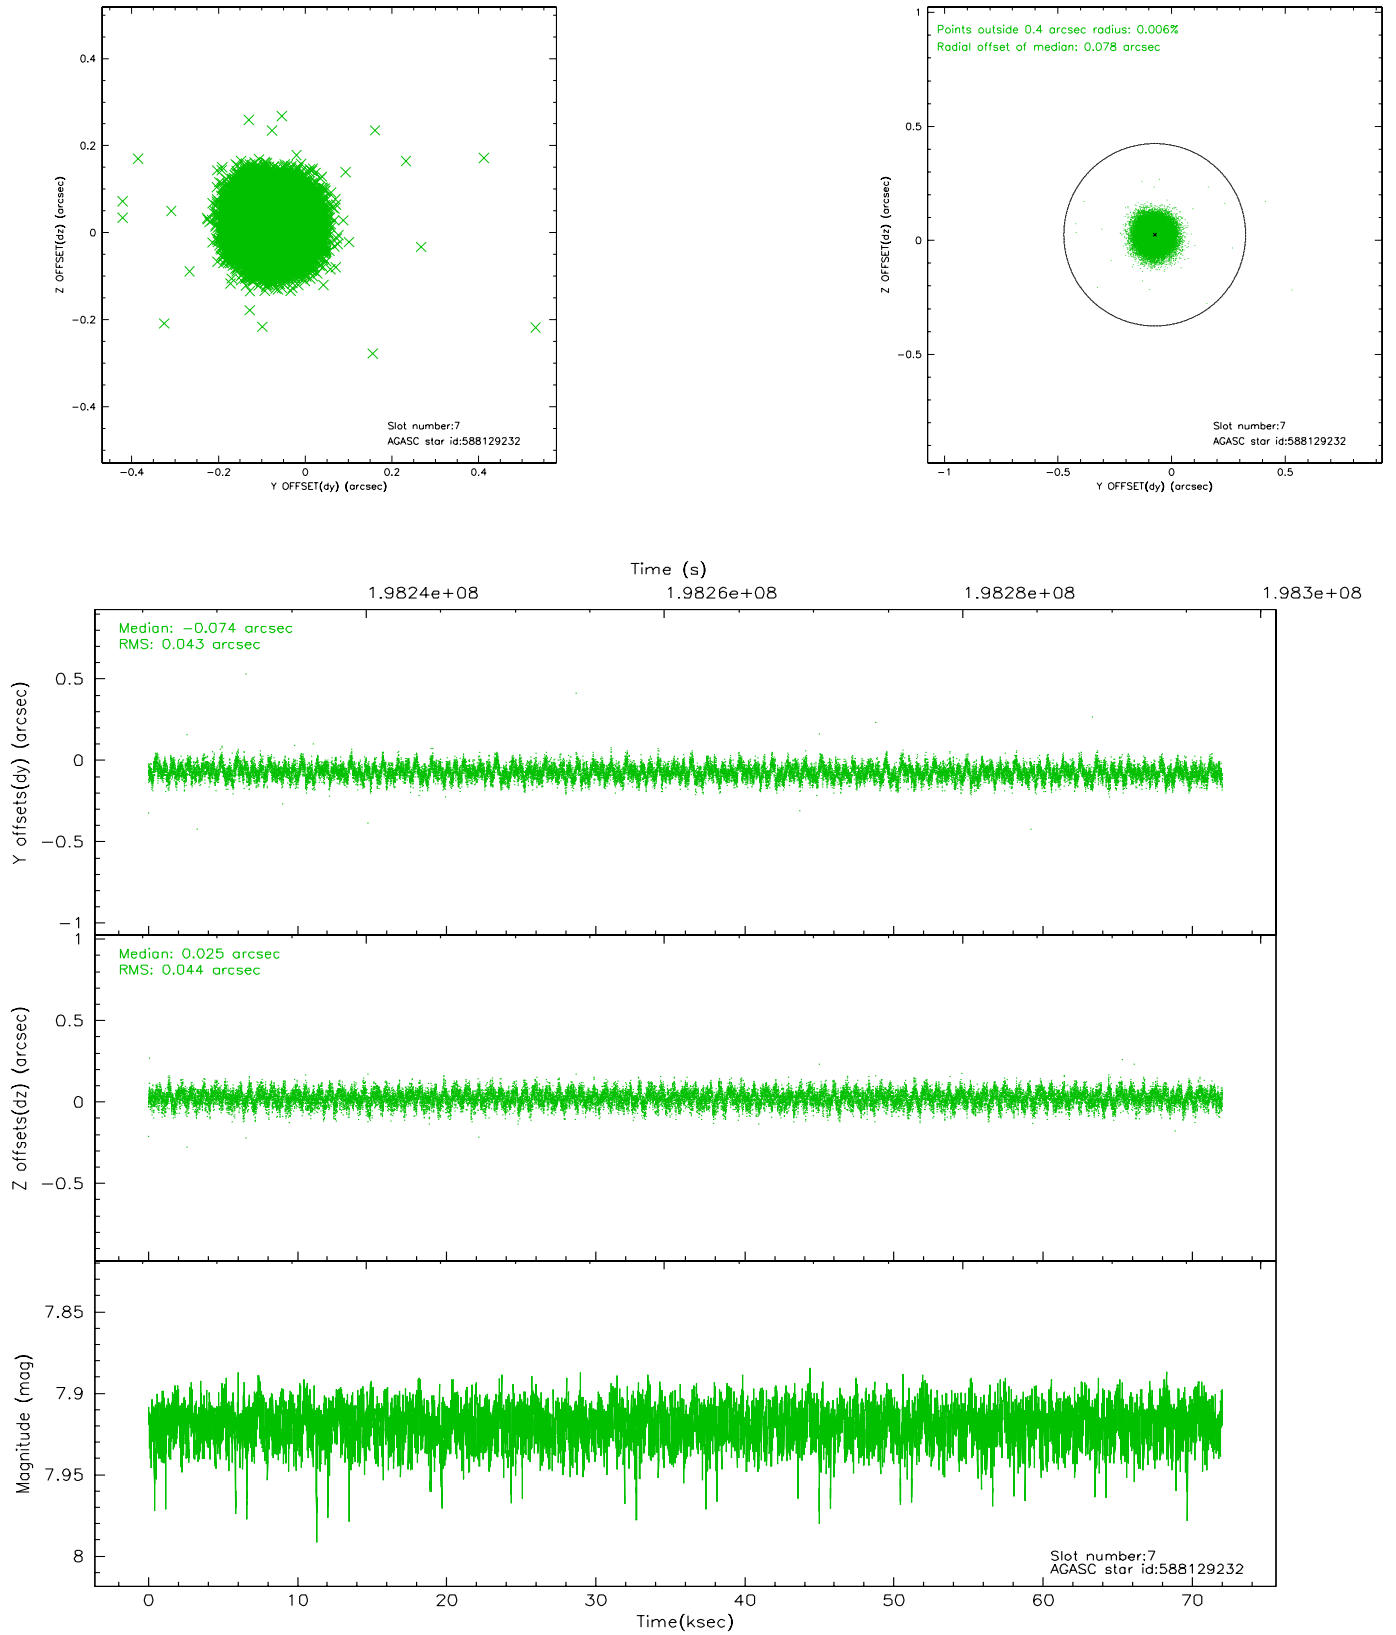 0.4
0.2
0
−0.2
−0.4
Z OFFSET(dz) (arcsec)
Slot number:7
AGASC star id:588129232
−0.4
−0.2
0
0.2
0.4
Y OFFSET(dy) (arcsec)
Points outside 0.4 arcsec radius: 0.006%
Radial offset of median: 0.078 arcsec
1
0.5
0
−0.5
Z OFFSET(dz) (arcsec)
Slot number:7
AGASC star id:588129232
−1
−0.5
0
0.5
Y OFFSET(dy) (arcsec)
Time (s)
1.9824e+08
1.9826e+08
1.9828e+08
1.983e+08
Median: −0.074 arcsec
RMS: 0.043 arcsec
0.5
0
−0.5
−1
Y offsets(dy) (arcsec)
Median: 0.025 arcsec
RMS: 0.044 arcsec
1
0.5
0
−0.5
Z offsets(dz) (arcsec)
7.85
7.9
7.95
8
Magnitude (mag)
Slot number:7
AGASC star id:588129232
0
10
20
30
40
50
60
70
Time(ksec)